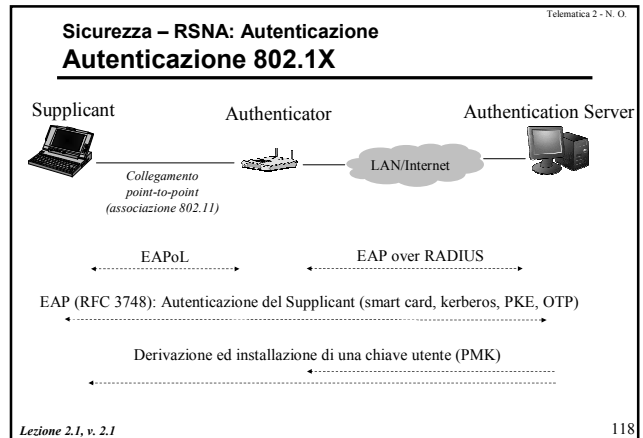 Telematica 2 - N. O.
Sicurezza – RSNA: Autenticazione
Autenticazione 802.1X
Supplicant
Authenticator
Authentication Server
LAN/Internet
Collegamento
point-to-point
(associazione 802.11)
EAPoL
EAP over RADIUS
EAP (RFC 3748): Autenticazione del Supplicant (smart card, kerberos, PKE, OTP)
Derivazione ed installazione di una chiave utente (PMK)
Lezione 2.1, v. 2.1
118